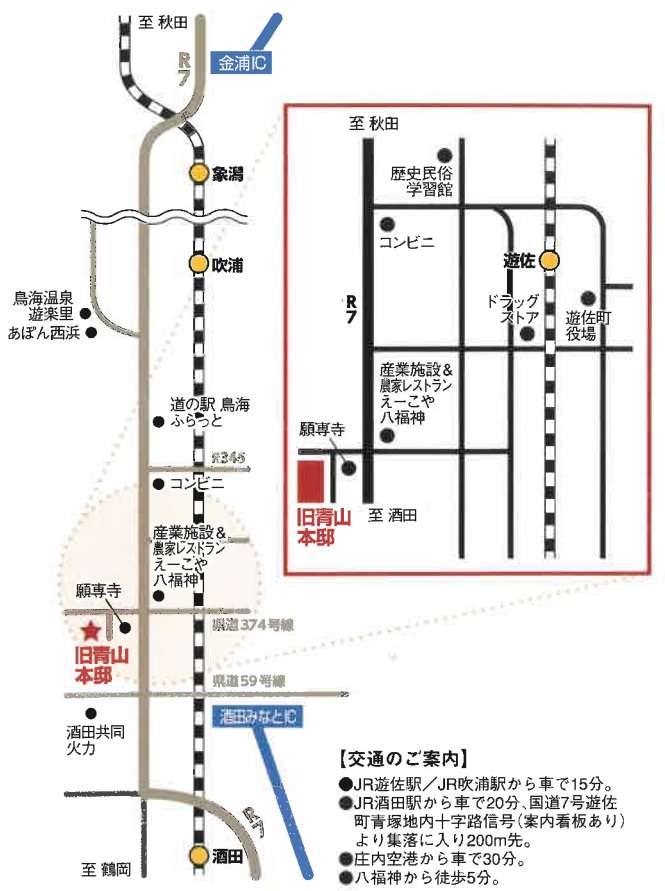 至 秋田
R
7
金浦IC
象潟
吹浦
鳥海温泉
遊楽里
あぽん西浜
道の駅 鳥海
ふらっと
R345
コンビニ
産業施設&
農家レストラン
えーこや
八福神
願専寺
県道374号線
旧青山
本邸
県道59号線
酒田みなとIC
酒田共同
火力
R7
至 鶴岡
酒田
至 秋田
歴史民俗
学習館
コンビニ
遊佐
R
7
ドラッグ
ストア
遊佐町
役場
産業施設&
農家レストラン
えーこや
八福神
願専寺
旧青山
本邸
至 酒田
【交通のご案内】
●JR遊佐駅／JR吹浦駅から車で15分。
●JR酒田駅から車で20分、国道7号遊佐
町青塚地内十字路信号(案内看板あり)
より集落に入り200m先。
●庄内空港から車で30分。
●八福神から徒歩5分。